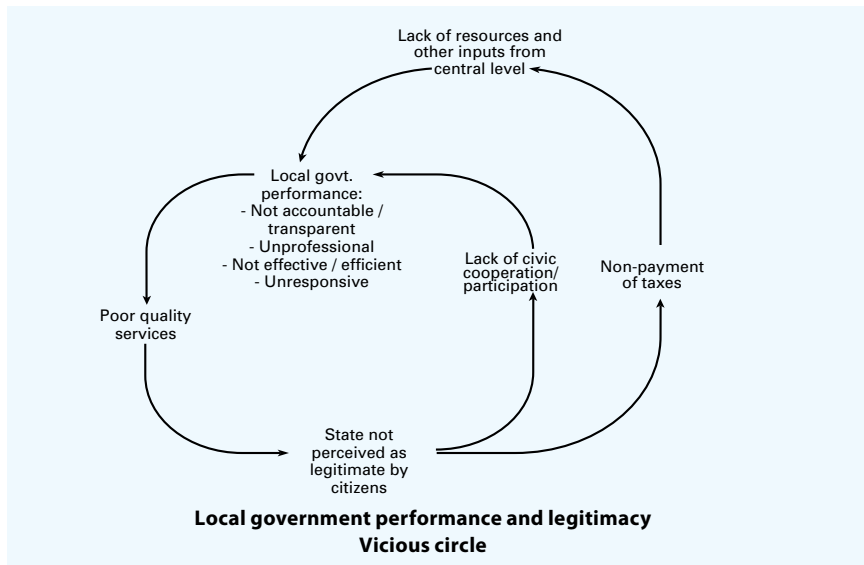 Lack of resources and
other inputs from
central level
Local govt.
performance:
- Not accountable /
transparent
- Unprofessional
- Not effective / efficient
- Unresponsive
Lack of civic
cooperation/
participation
Non-payment
of taxes
Poor quality
services
State not
perceived as
legitimate by
citizens
Local government performance and legitimacy
Vicious circle